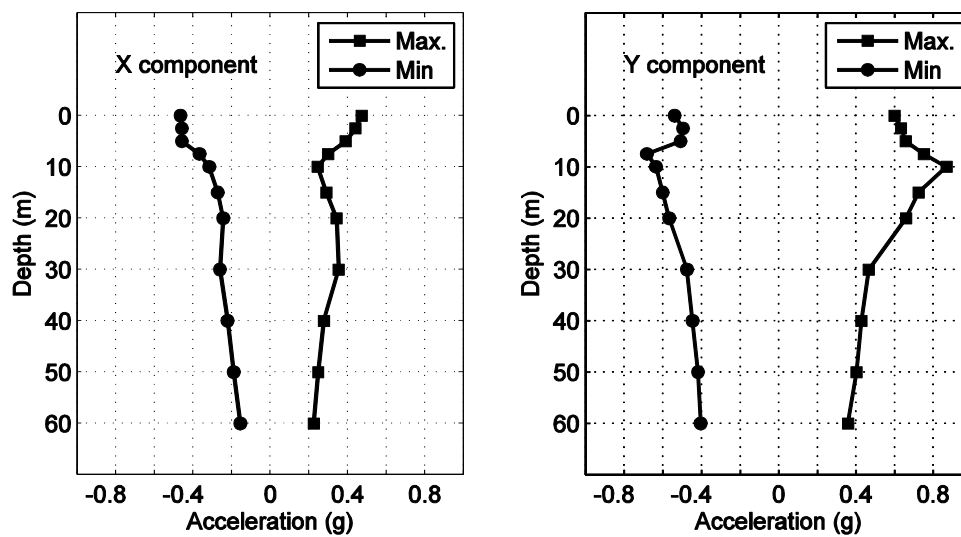 X component
Max.
Min
0
10
20
30
40
50
60
Depth (m)
-0.8 -0.4 0 0.4 0.8
Acceleration (g)
Y component
Max.
Min
0
10
20
30
40
50
60
Depth (m)
-0.8 -0.4 0 0.4 0.8
Acceleration (g)